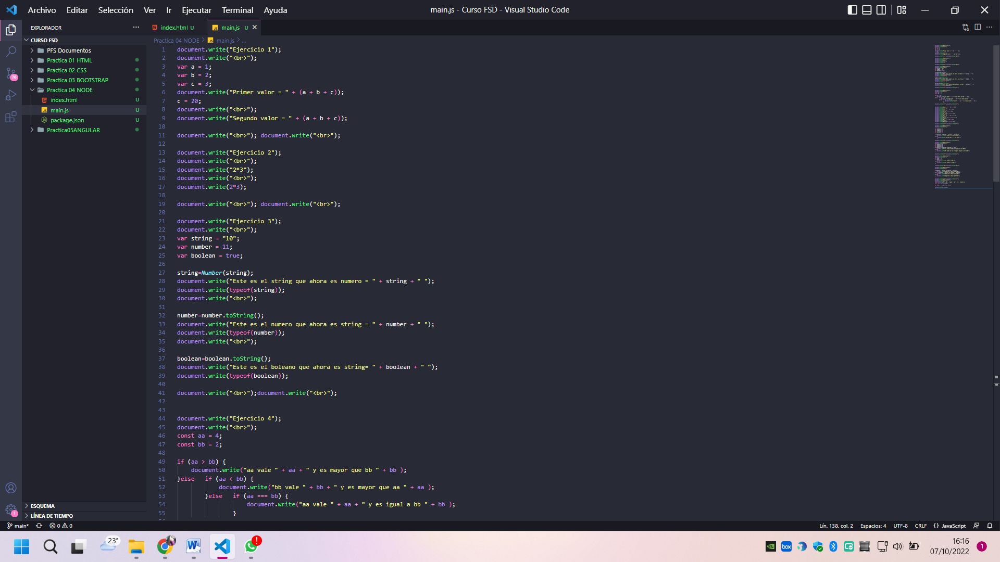 Archivo Editar Selección Ver Ir Ejecutar Terminal Ayuda
main.js - Curso FSD - Visual Studio Code
EXPLORADOR
index.html U
main.js U
CURSO FSD
Practica 04 NODE > main.js > ...
PFS Documentos
Practica 01 HTML
Practica 02 CSS
Practica 03 BOOTSTRAP
Practica 04 NODE
index.html U
main.js U
package.json U
Practica05ANGULAR
76
1 document.write("Ejercicio 1");
2 document.write("<br>");
3 var a = 1;
4 var b = 2;
5 var c = 3;
6 document.write("Primer valor = " + (a + b + c));
7 c = 20;
8 document.write("<br>");
9 document.write("Segundo valor = " + (a + b + c));
10
11 document.write("<br>"); document.write("<br>");
12
13 document.write("Ejercicio 2");
14 document.write("<br>");
15 document.write("2*3");
16 document.write("<br>");
17 document.write(2*3);
18
19 document.write("<br>"); document.write("<br>");
20
21 document.write("Ejercicio 3");
22 document.write("<br>");
23 var string = "10";
24 var number = 11;
25 var boolean = true;
26
27 string=Number(string);
28 document.write("Este es el string que ahora es numero = " + string + " ");
29 document.write(typeof(string));
30 document.write("<br>");
31
32 number=number.toString();
33 document.write("Este es el numero que ahora es string = " + number + " ");
34 document.write(typeof(number));
35 document.write("<br>");
36
37 boolean=boolean.toString();
38 document.write("Este es el boleano que ahora es string= " + boolean + " ");
39 document.write(typeof(boolean));
40
41 document.write("<br>");document.write("<br>");
42
43
44 document.write("Ejercicio 4");
45 document.write("<br>");
46 const aa = 4;
47 const bb = 2;
48
49 if (aa > bb) {
50 document.write("aa vale " + aa + " y es mayor que bb " + bb );
51 }else if (aa < bb) {
52 document.write("bb vale " + bb + " y es mayor que aa " + aa );
53 }else if (aa === bb) {
54 document.write("aa vale " + aa + " y es igual a bb " + bb );
55 }
ESQUEMA
LÍNEA DE TIEMPO
1
main* 0 0
Lín. 138, col. 2 Espacios: 4 UTF-8 CRLF {} JavaScript
23°
box
16:16
07/10/2022
1